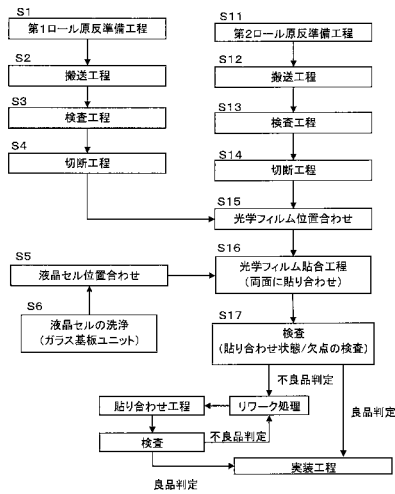 S1
第1ロール原反準備工程
S2
搬送工程
S3
検査工程
S4
切断工程
S11
第2ロール原反準備工程
S12
搬送工程
S13
検査工程
S14
切断工程
S15
光学フィルム位置合わせ
S5
液晶セル位置合わせ
S6
液晶セルの洗浄
(ガラス基板ユニット)
S16
光学フィルム貼合工程
(両面に貼り合わせ)
S17
検査
(貼り合わせ状態/欠点の検査)
不良品判定
良品判定
リワーク処理
貼り合わせ工程
検査
不良品判定
良品判定
実装工程